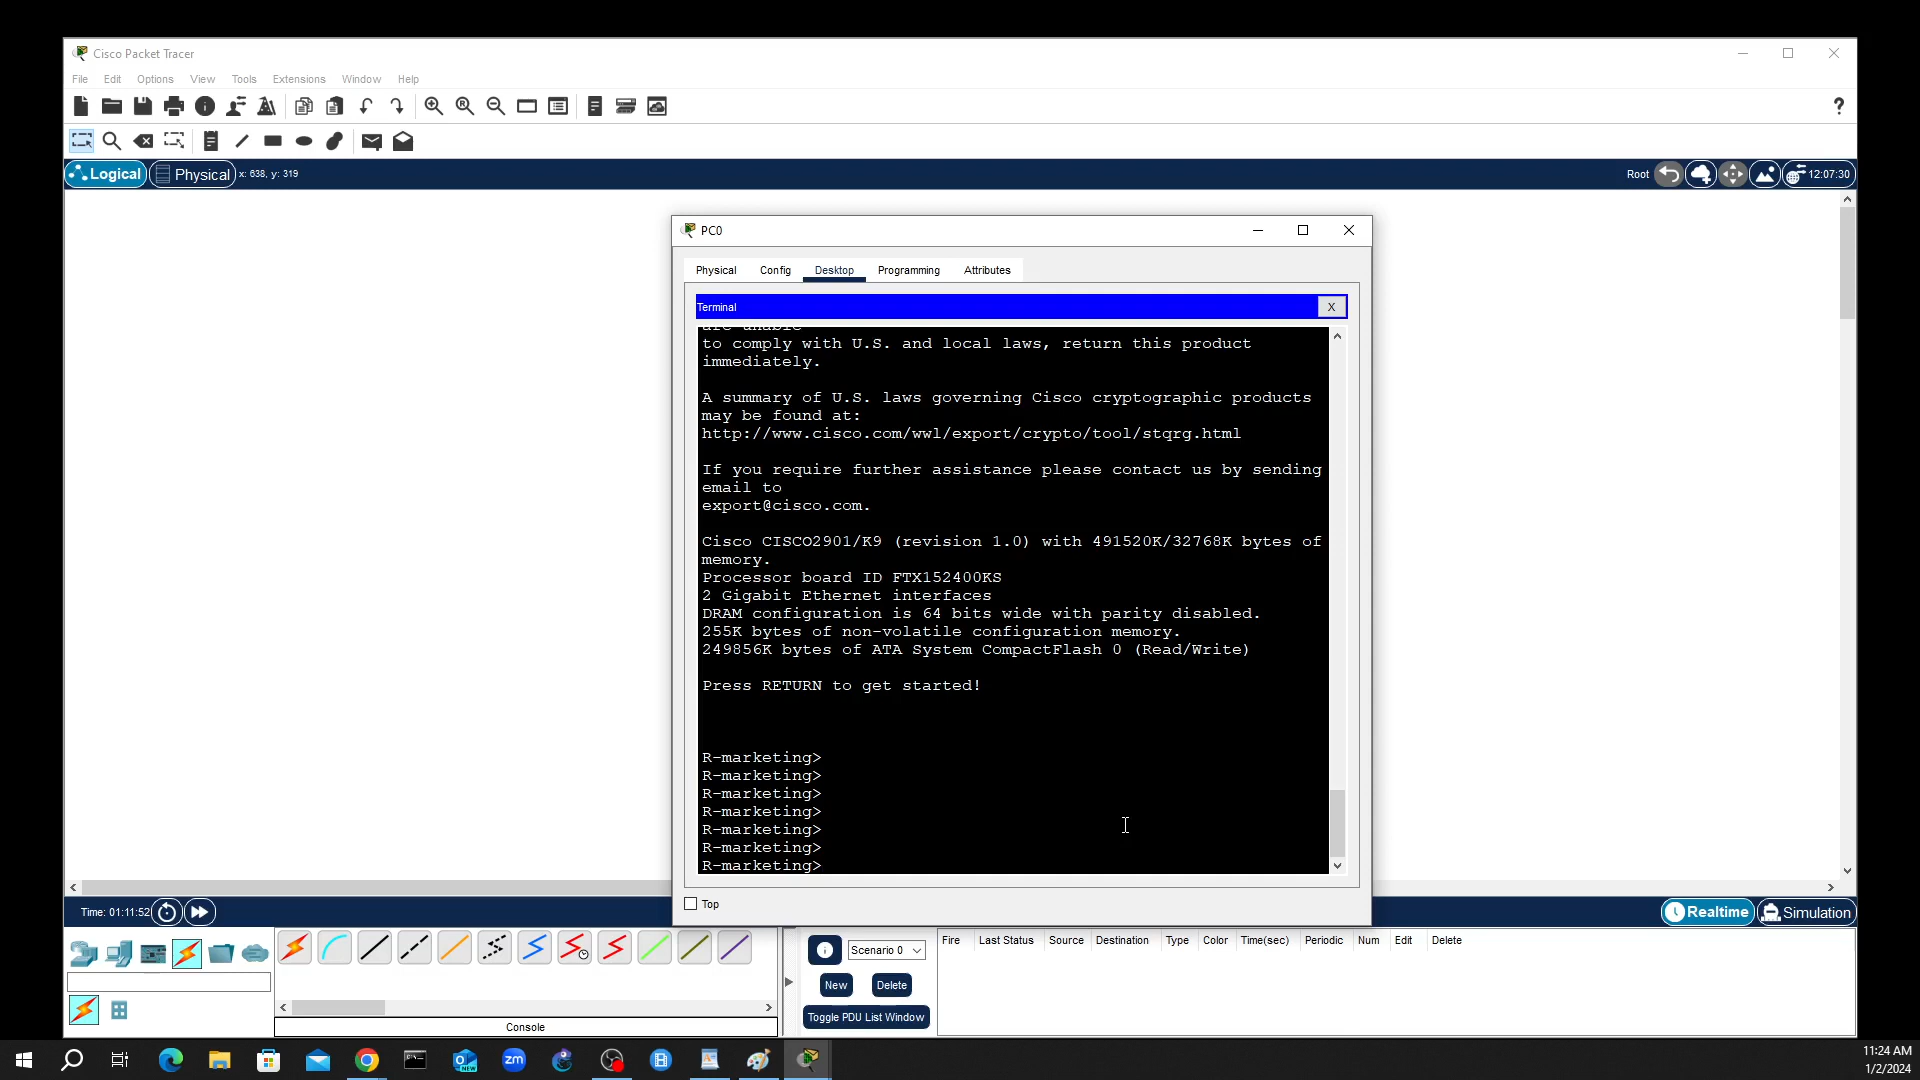 Cisco Packet Tracer
File Edit Options View Tools Extensions Window Help
?
Logical Physical x: 638, y: 319 Root 12:07:30
PC0
Physical Config Desktop Programming Attributes
Terminal X
are unable
to comply with U.S. and local laws, return this product
immediately.
A summary of U.S. laws governing Cisco cryptographic products
may be found at:
http://www.cisco.com/wwl/export/crypto/tool/stqrg.html
If you require further assistance please contact us by sending
email to
export@cisco.com.
Cisco CISCO2901/K9 (revision 1.0) with 491520K/32768K bytes of
memory.
Processor board ID FTX152400KS
2 Gigabit Ethernet interfaces
DRAM configuration is 64 bits wide with parity disabled.
255K bytes of non-volatile configuration memory.
249856K bytes of ATA System CompactFlash 0 (Read/Write)
Press RETURN to get started!
R-marketing>
R-marketing>
R-marketing>
R-marketing>
R-marketing>
R-marketing>
R-marketing>
Top
Time: 01:11:52 Realtime Simulation
Scenario 0
New Delete
Toggle PDU List Window
Fire Last Status Source Destination Type Color Time(sec) Periodic Num Edit Delete
Console
zm
NEW
11:24 AM
1/2/2024